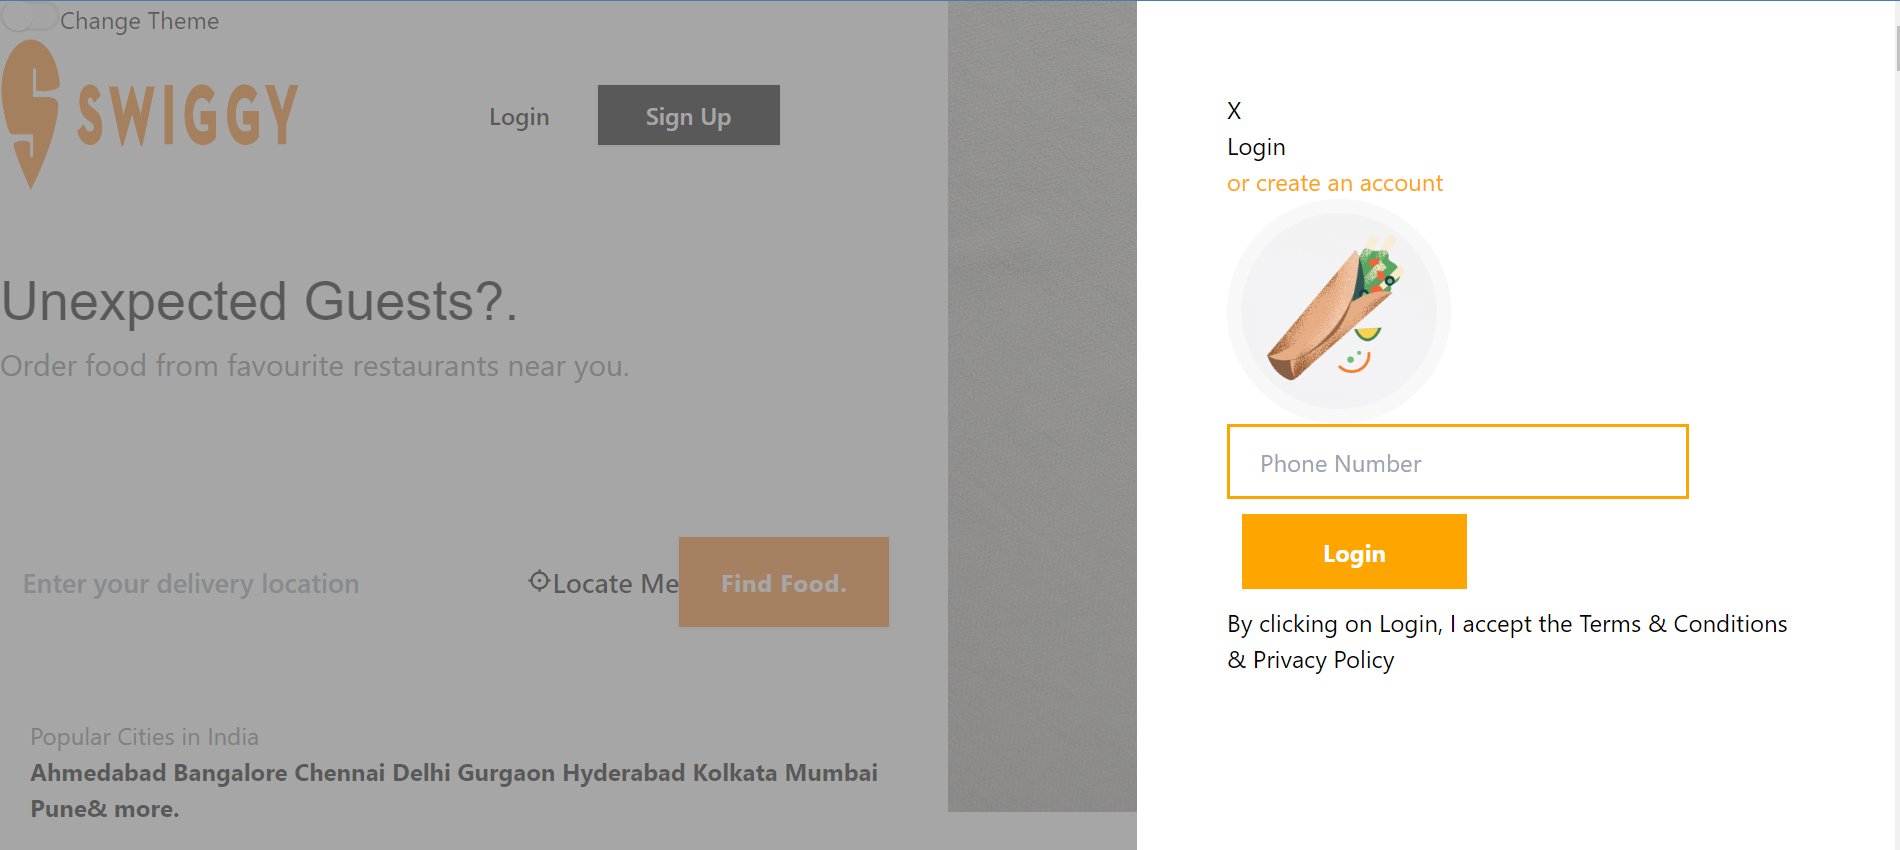 Change Theme
SWIGGY
Login
Sign Up
Unexpected Guests?.
Order food from favourite restaurants near you.
Enter your delivery location
Locate Me
Find Food.
Popular Cities in India
Ahmedabad Bangalore Chennai Delhi Gurgaon Hyderabad Kolkata Mumbai
Pune& more.
X
Login
or create an account
Phone Number
Login
By clicking on Login, I accept the Terms & Conditions
& Privacy Policy